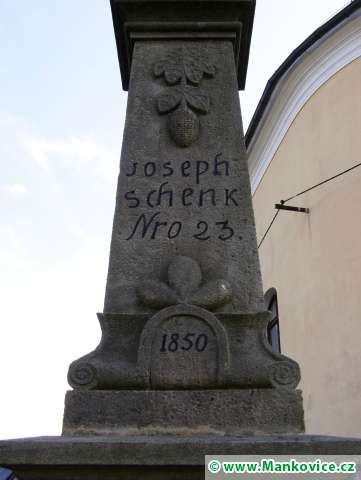 Joseph
schenk
Nro 23.
1850
© www.Mankovice.cz